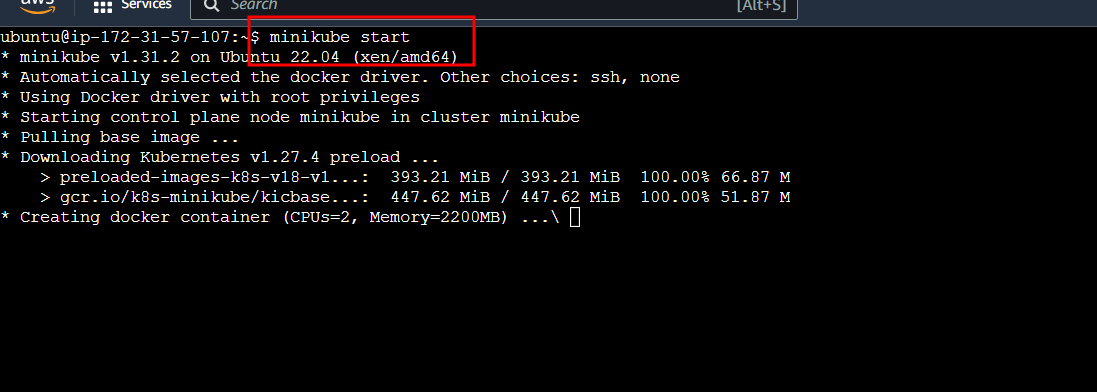 aws Services Search [Alt+S]
ubuntu@ip-172-31-57-107:~$ minikube start
* minikube v1.31.2 on Ubuntu 22.04 (xen/amd64)
* Automatically selected the docker driver. Other choices: ssh, none
* Using Docker driver with root privileges
* Starting control plane node minikube in cluster minikube
* Pulling base image ...
* Downloading Kubernetes v1.27.4 preload ...
    > preloaded-images-k8s-v18-v1...:  393.21 MiB / 393.21 MiB  100.00% 66.87 M
    > gcr.io/k8s-minikube/kicbase...:  447.62 MiB / 447.62 MiB  100.00% 51.87 M
* Creating docker container (CPUs=2, Memory=2200MB) ...\